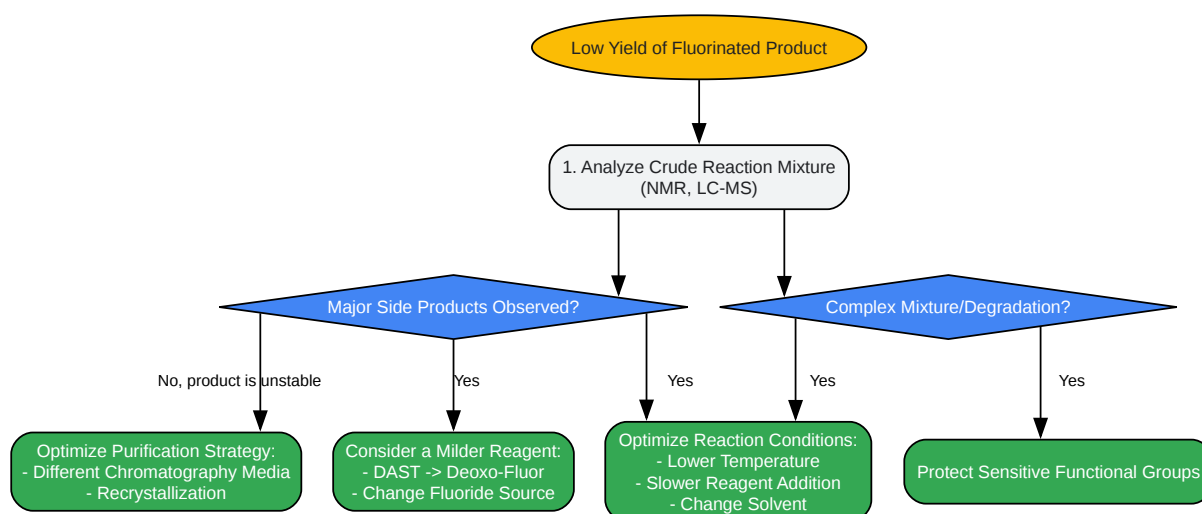 Low Yield of Fluorinated Product
1. Analyze Crude Reaction Mixture
(NMR, LC-MS)
Major Side Products Observed?
Complex Mixture/Degradation?
No, product is unstable
Yes
Yes
Yes
Yes
Optimize Purification Strategy:
- Different Chromatography Media
- Recrystallization
Consider a Milder Reagent:
- DAST -> Deoxo-Fluor
- Change Fluoride Source
Optimize Reaction Conditions:
- Lower Temperature
- Slower Reagent Addition
- Change Solvent
Protect Sensitive Functional Groups